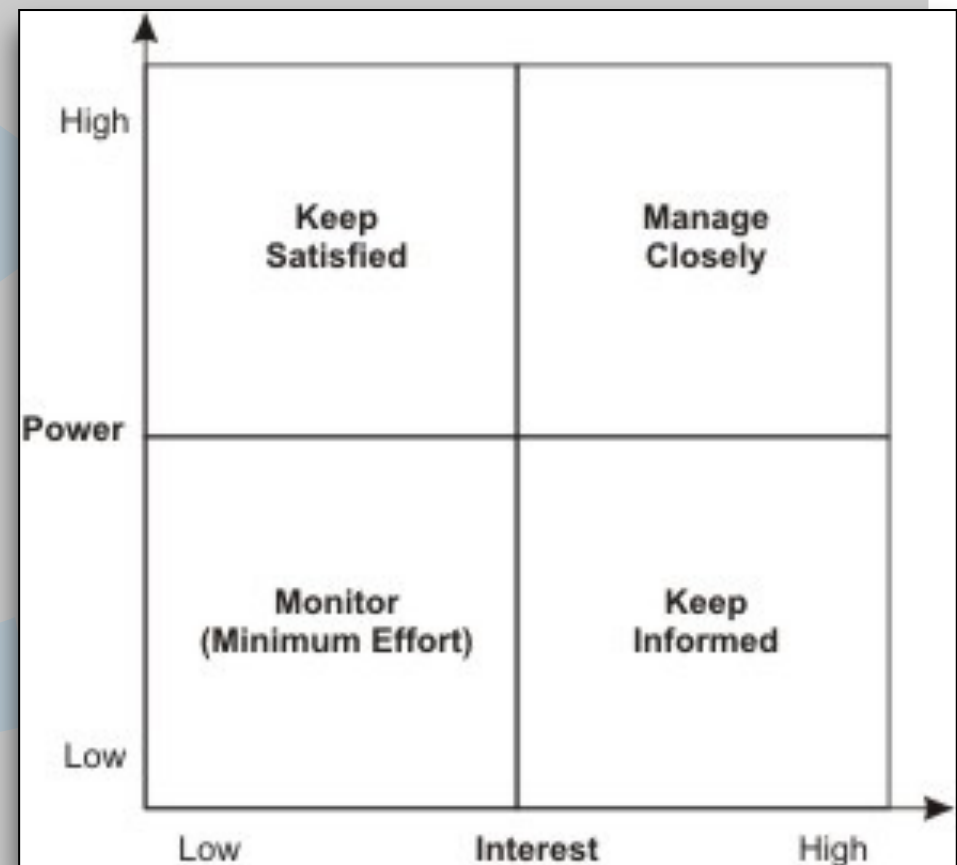 High
Keep
Satisfied
Manage
Closely
Power
Monitor
(Minimum Effort)
Keep
Informed
Low
Low
Interest
High